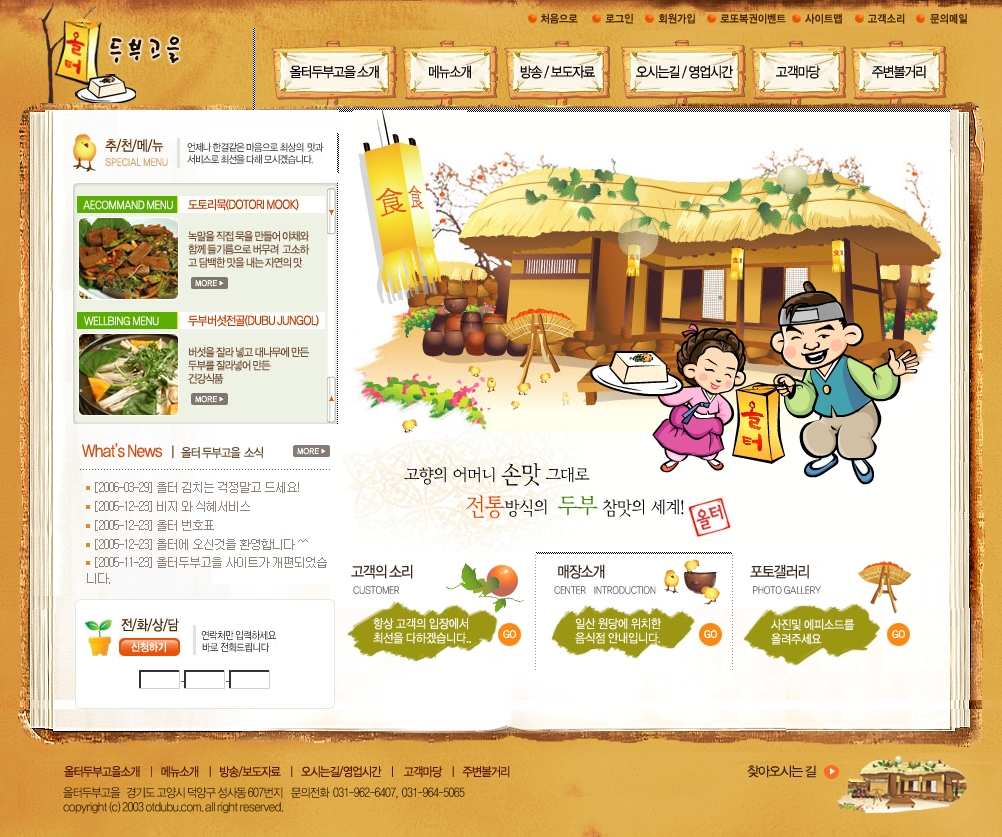 처음으로 로그인 회원가입 로또복권이벤트 사이트맵 고객소리 문의메일
올터 두부고을
올터두부고을 소개 메뉴소개 방송 / 보도자료 오시는길 / 영업시간 고객마당 주변볼거리
추/천/메/뉴
SPECIAL MENU
언제나 한결같은 마음으로 최상의 맛과
서비스로 최선을 다해 모시겠습니다.
AECOMMAND MENU
도토리묵(DOTORI MOOK)
녹말을 직접 묵을 만들어 야채와
함께 들기름으로 버무려 고소하
고 담백한 맛을 내는 자연의 맛
MORE
WELLBING MENU
두부버섯전골(DUBU JUNGOL)
버섯을 잘라 넣고 대나무에 만든
두부를 잘라넣어 만든
건강식품
MORE
食 食
올터
What's News | 올터 두부고을 소식 MORE
[2006-03-29] 올터 김치는 걱정말고 드세요!
[2005-12-23] 비지 와 식혜서비스
[2005-12-23] 올터 번호표
[2005-12-23] 올터에 오신것을 환영합니다 ^^
[2005-11-23] 올터두부고을 사이트가 개편되었습
니다.
고향의 어머니 손맛 그대로
전통방식의 두부 참맛의 세계!
올터
전/화/상/담
신청하기
연락처만 입력하세요
바로 전화드립니다
- -
고객의 소리
CUSTOMER
항상 고객의 입장에서
최선을 다하겠습니다..
GO
매장소개
CENTER INTRODUCTION
일산 원당에 위치한
음식점 안내입니다.
GO
포토갤러리
PHOTO GALLERY
사진및 에피소드를
올려주세요
GO
올터두부고을소개 | 메뉴소개 | 방송/보도자료 | 오시는길/영업시간 | 고객마당 | 주변볼거리
찾아오시는 길
올터두부고을 경기도 고양시 덕양구 성사동 607번지 문의전화 031-962-6407, 031-964-5065
copyright (c) 2003 otdubu.com. all right reserved.